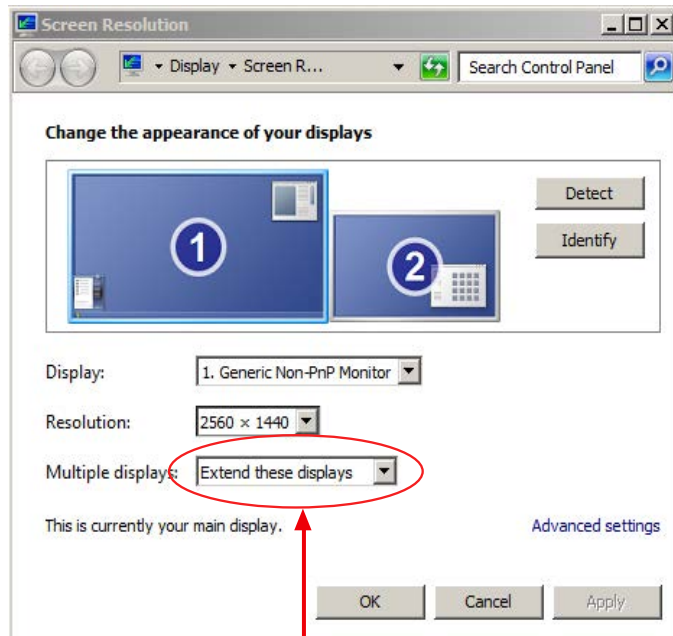 Screen Resolution
Display Screen R...
Search Control Panel
Change the appearance of your displays
1
2
Detect
Identify
Display:
1. Generic Non-PnP Monitor
Resolution:
2560 × 1440
Multiple displays:
Extend these displays
This is currently your main display.
Advanced settings
OK
Cancel
Apply